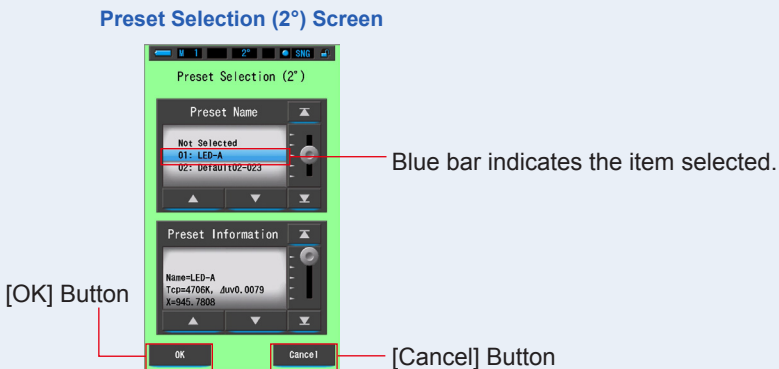 Preset Selection (2°) Screen
M 1 2° SNG
Preset Selection (2°)
Preset Name
Not Selected
01: LED-A
02: Default02-023
Blue bar indicates the item selected.
Preset Information
Name=LED-A
Tcp=4706K, Δuv0.0079
X=945.7808
[OK] Button
OK
Cancel
[Cancel] Button